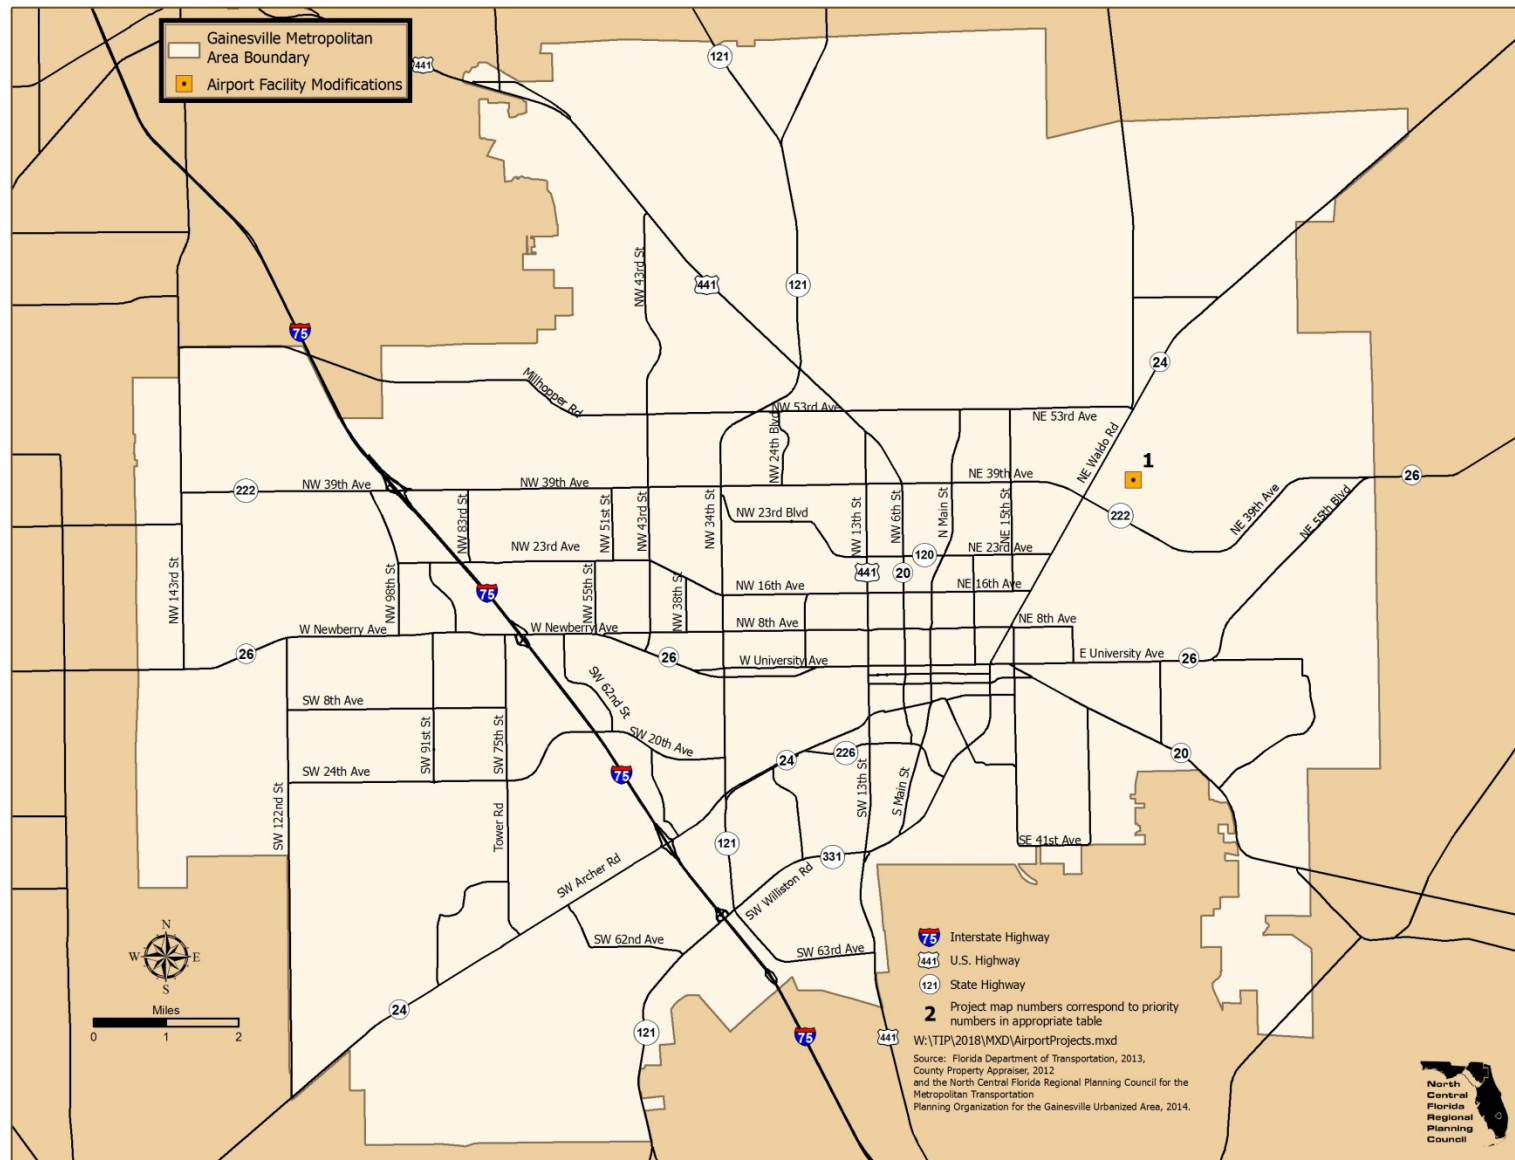 Gainesville Metropolitan
Area Boundary
Airport Facility Modifications
441
121
75
NW 43rd St
441
121
24
Millhopper Rd
NW 53rd Ave
NE 53rd Ave
NW 24th Blvd
NE Waldo Rd
1
222
NW 39th Ave
NW 39th Ave
NE 39th Ave
26
222
NE 39th Ave
NE 55th Blvd
NW 83rd St
NW 51st St
NW 43rd St
NW 34th St
NW 23rd Blvd
NW 13th St
NW 6th St
N Main St
NE 15th St
NW 23rd Ave
120
NE 23rd Ave
NW 143rd St
NW 98th St
75
NW 55th St
NW 38th St
NW 16th Ave
441
20
NE 16th Ave
W Newberry Ave
W Newberry Ave
NW 8th Ave
NE 8th Ave
26
26
W University Ave
E University Ave
26
SW 62nd St
SW 8th Ave
SW 91st St
SW 75th St
SW 20th Ave
24
226
20
SW 24th Ave
75
SW 122nd St
Tower Rd
SW 13th St
S Main St
121
331
SE 41st Ave
SW Archer Rd
SW Williston Rd
SW 62nd Ave
SW 63rd Ave
24
121
75
441
N
W
E
S
Miles
0
1
2
75 Interstate Highway
441 U.S. Highway
121 State Highway
2 Project map numbers correspond to priority
numbers in appropriate table
W:\TIP\2018\MXD\AirportProjects.mxd
Source: Florida Department of Transportation, 2013,
County Property Appraiser, 2012
and the North Central Florida Regional Planning Council for the
Metropolitan Transportation
Planning Organization for the Gainesville Urbanized Area, 2014.
North
Central
Florida
Regional
Planning
Council